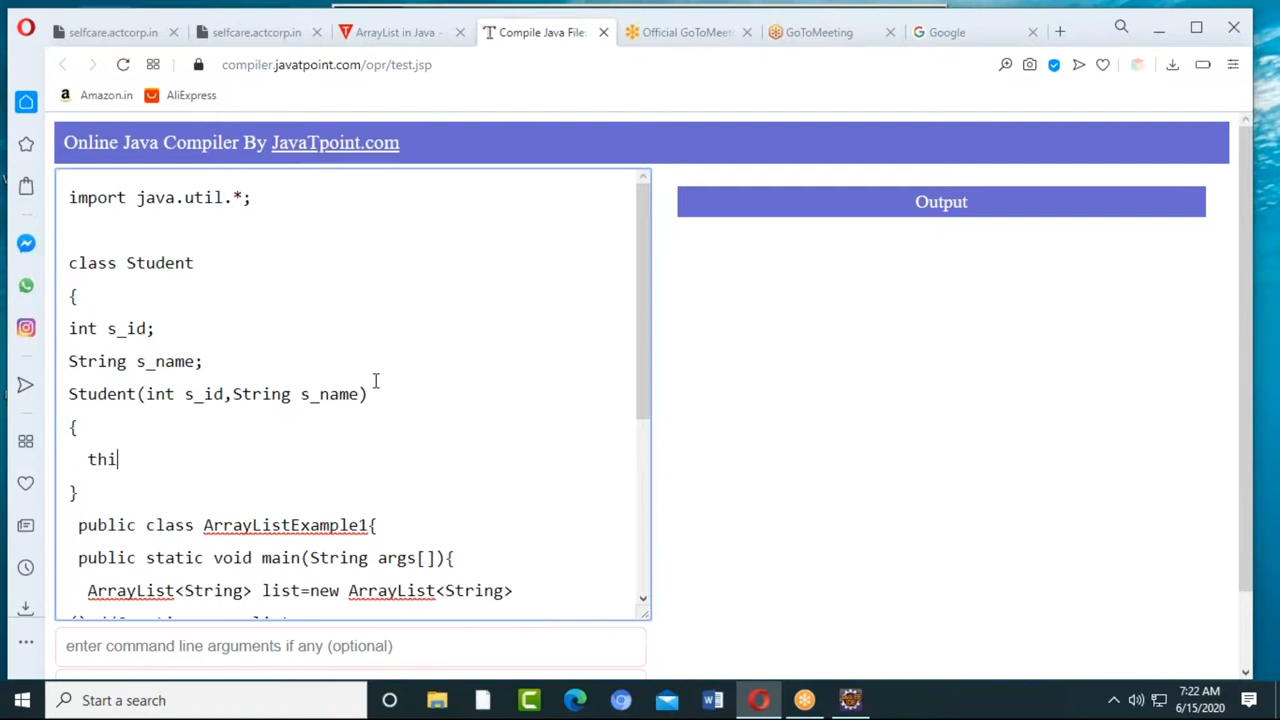 selfcare.actcorp.in
selfcare.actcorp.in
ArrayList in Java -
Compile Java File:
Official GoToMeeti
GoToMeeting
Google
compiler.javatpoint.com/opr/test.jsp
Amazon.in
AliExpress
Online Java Compiler By JavaTpoint.com
import java.util.*;
class Student
{
int s_id;
String s_name;
Student(int s_id,String s_name)
{
thi
}
public class ArrayListExample1{
public static void main(String args[]){
ArrayList<String> list=new ArrayList<String>
Output
enter command line arguments if any (optional)
Start a search
7:22 AM
6/15/2020